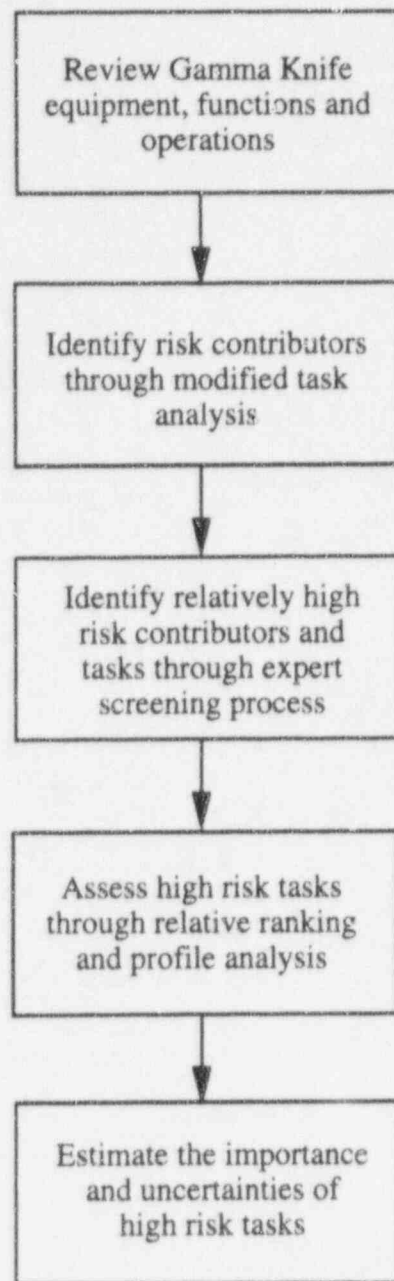 Review Gamma Knife
equipment, functions and
operations
Identify risk contributors
through modified task
analysis
Identify relatively high
risk contributors and
tasks through expert
screening process
Assess high risk tasks
through relative ranking
and profile analysis
Estimate the importance
and uncertainties of
high risk tasks